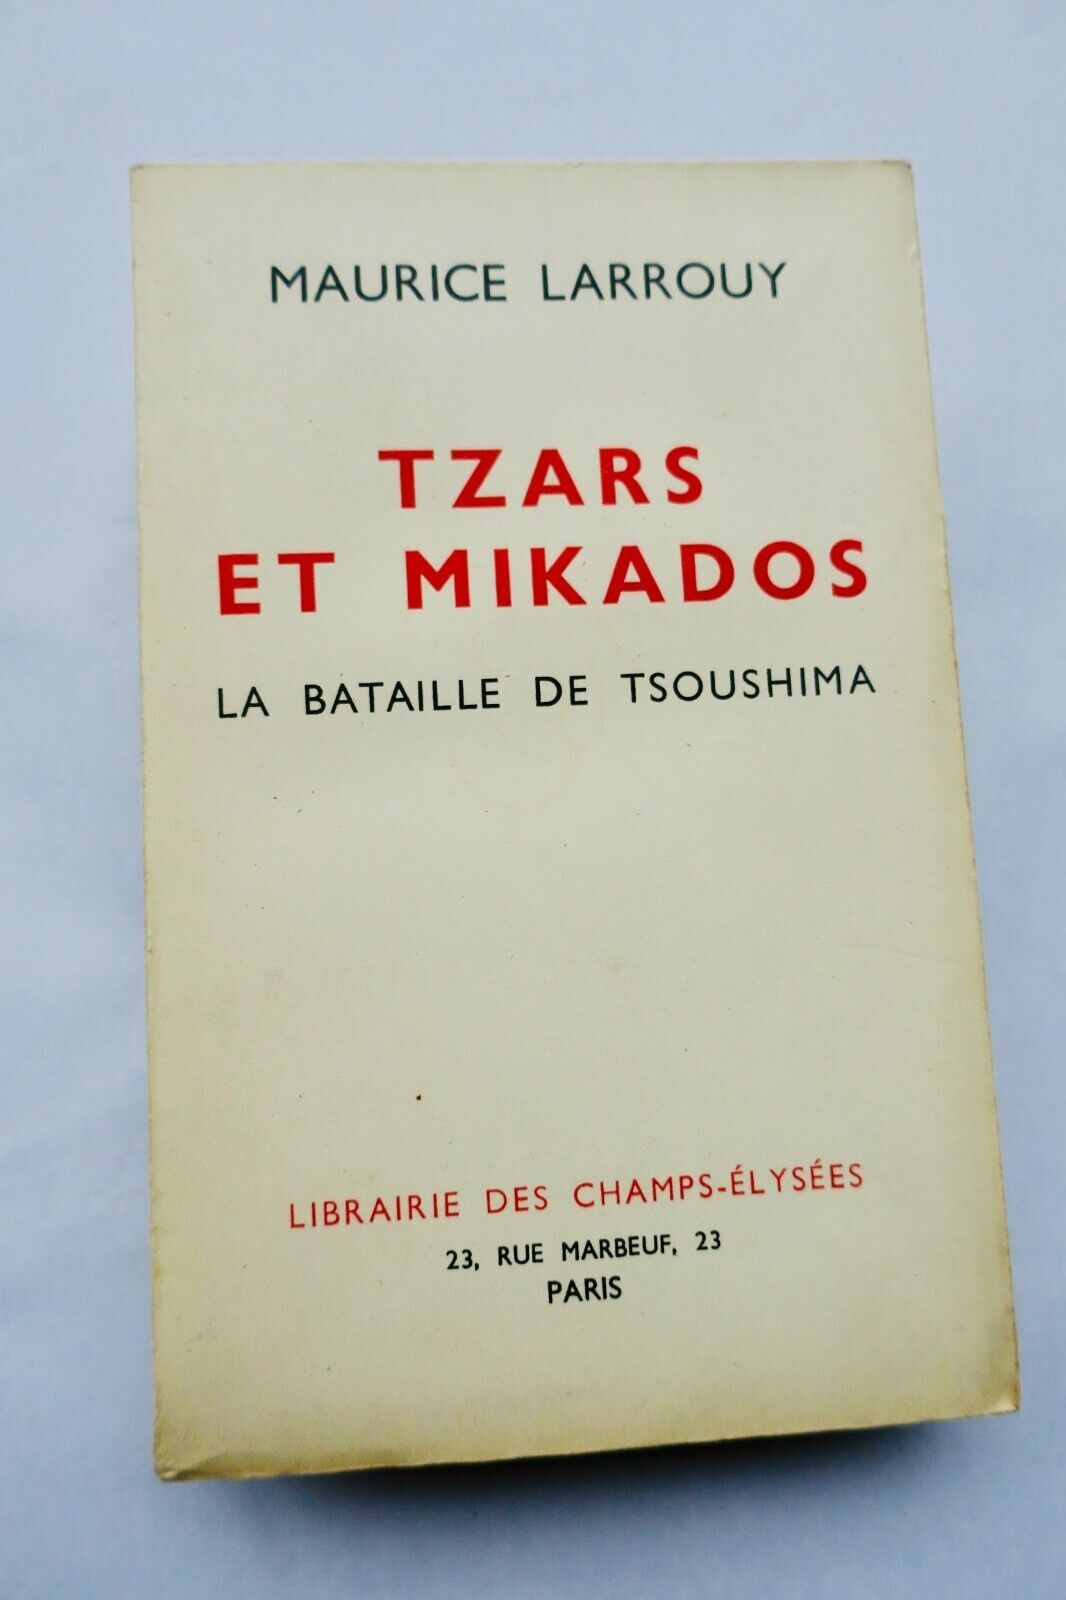 MAURICE LARROUY
TZARS
ET MIKADOS
LA BATAILLE DE TSOUSHIMA
LIBRAIRIE DES CHAMPS-ÉLYSÉES
23, RUE MARBEUF, 23
PARIS